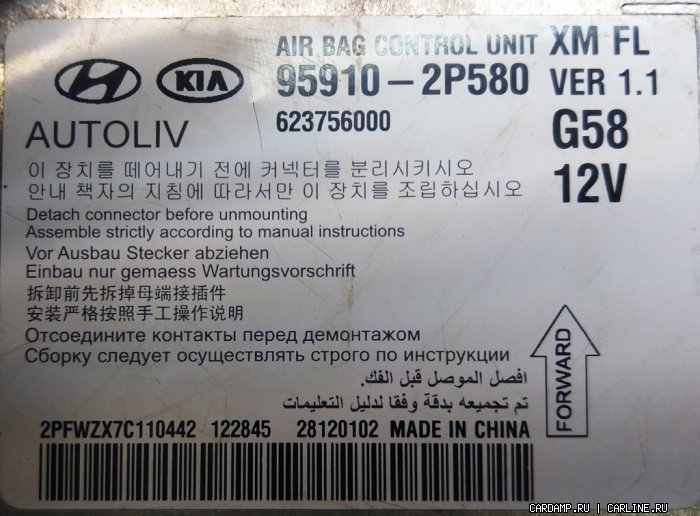 AIR BAG CONTROL UNIT XM FL
KIA 95910-2P580 VER 1.1
AUTOLIV 623756000 G58
12V
이 장치를 떼어내기 전에 커넥터를 분리시키시오
안내 책자의 지침에 따라서만 이 장치를 조립하십시오
Detach connector before unmounting
Assemble strictly according to manual instructions
Vor Ausbau Stecker abziehen
Einbau nur gemaess Wartungsvorschrift
拆卸前先拆掉母端接插件
安装严格按照手工操作说明
Отсоедините контакты перед демонтажом
Сборку следует осуществлять строго по инструкции
افصل الموصل قبل الفك.
تم تجميعه بدقة وفقا لدليل التعليمات
FORWARD
2PFWZX7C110442 122845 28120102 MADE IN CHINA
CARDAMP.RU | CARLINE.RU